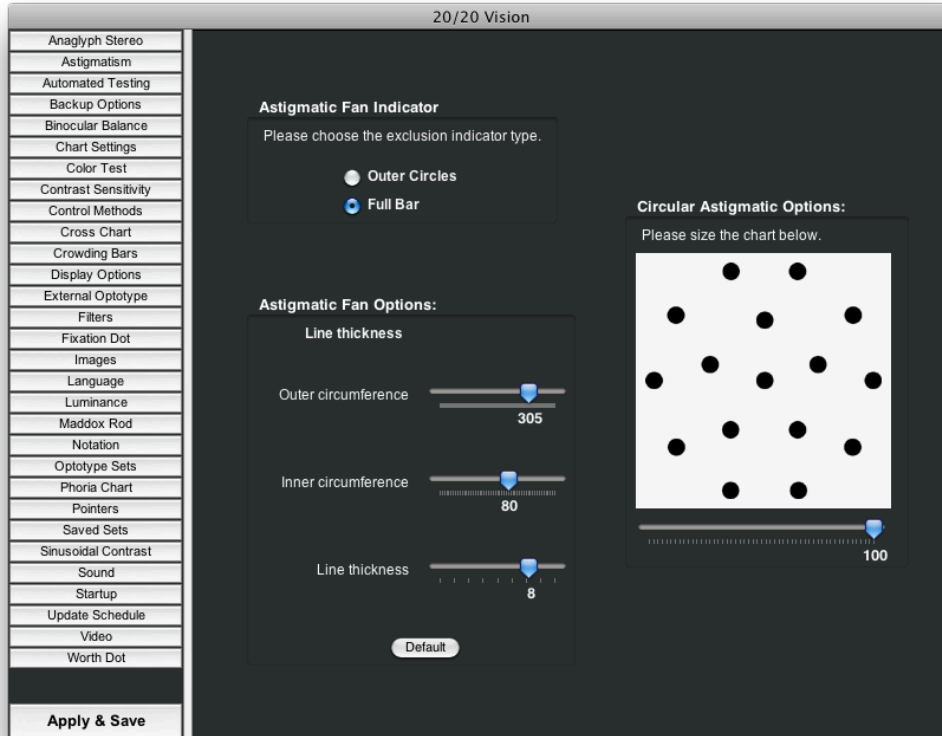 20/20 Vision
Anaglyph Stereo
Astigmatism
Automated Testing
Backup Options
Binocular Balance
Chart Settings
Color Test
Contrast Sensitivity
Control Methods
Cross Chart
Crowding Bars
Display Options
External Optotype
Filters
Fixation Dot
Images
Language
Luminance
Maddox Rod
Notation
Optotype Sets
Phoria Chart
Pointers
Saved Sets
Sinusoidal Contrast
Sound
Startup
Update Schedule
Video
Worth Dot
Apply & Save
Astigmatic Fan Indicator
Please choose the exclusion indicator type.
Outer Circles
Full Bar
Astigmatic Fan Options:
Line thickness
Outer circumference
305
Inner circumference
80
Line thickness
8
Default
Circular Astigmatic Options:
Please size the chart below.
100